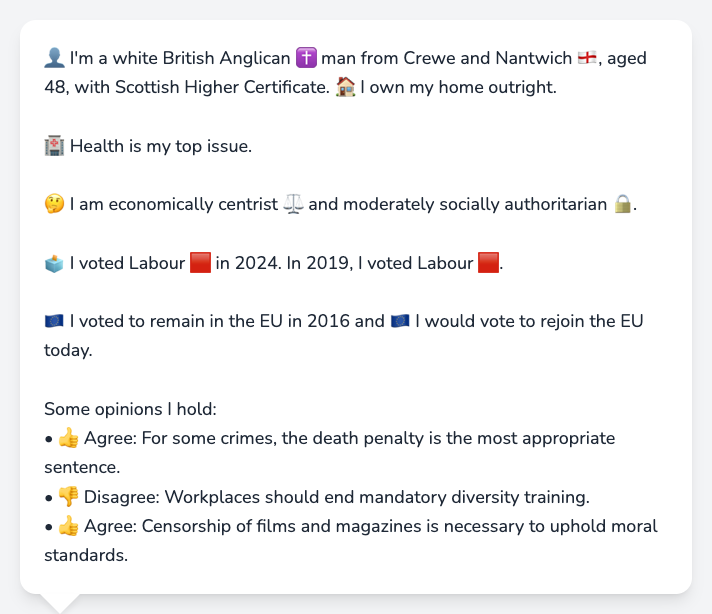 👤 I'm a white British Anglican ✝️ man from Crewe and Nantwich 🏴󠁧󠁢󠁥󠁮󠁧󠁿, aged
48, with Scottish Higher Certificate. 🏠 I own my home outright.
🏥 Health is my top issue.
🤔 I am economically centrist ⚖️ and moderately socially authoritarian 🔒.
🗳️ I voted Labour 🟥 in 2024. In 2019, I voted Labour 🟥.
🇪🇺 I voted to remain in the EU in 2016 and 🇪🇺 I would vote to rejoin the EU
today.
Some opinions I hold:
• 👍 Agree: For some crimes, the death penalty is the most appropriate
sentence.
• 👎 Disagree: Workplaces should end mandatory diversity training.
• 👍 Agree: Censorship of films and magazines is necessary to uphold moral
standards.